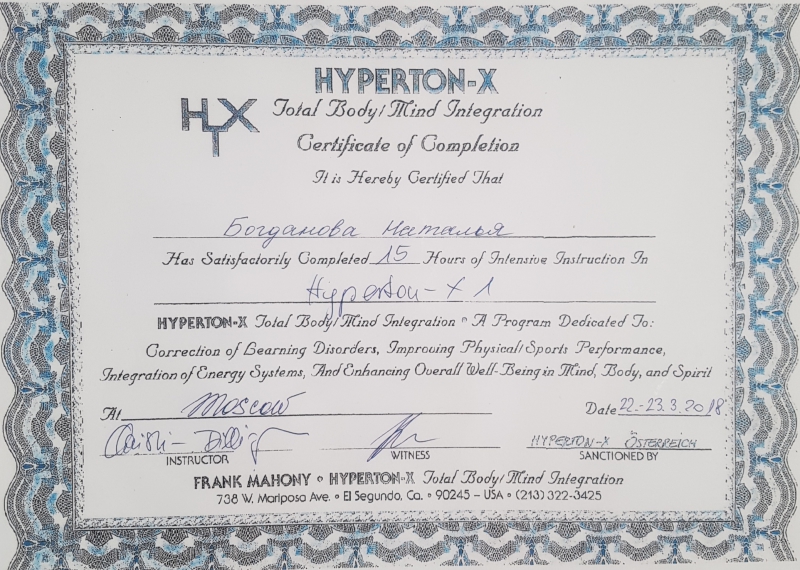 HYPERTON-X
HTX
Total Body/Mind Integration
Certificate of Completion
It is Hereby Certified That
Богданова Наталья
Has Satisfactorily Completed 15 Hours of Intensive Instruction In
Hyperton-X 1
HYPERTON-X Total Body/Mind Integration • A Program Dedicated To:
Correction of Learning Disorders, Improving Physical/Sports Performance,
Integration of Energy Systems, And Enhancing Overall Well-Being in Mind, Body, and Spirit
At Moscow Date 22.-23.3.2018
HYPERTON-X ÖSTERREICH
INSTRUCTOR WITNESS SANCTIONED BY
FRANK MAHONY • HYPERTON-X Total Body/Mind Integration
738 W. Mariposa Ave. • El Segundo, Ca. • 90245 - USA • (213) 322-3425